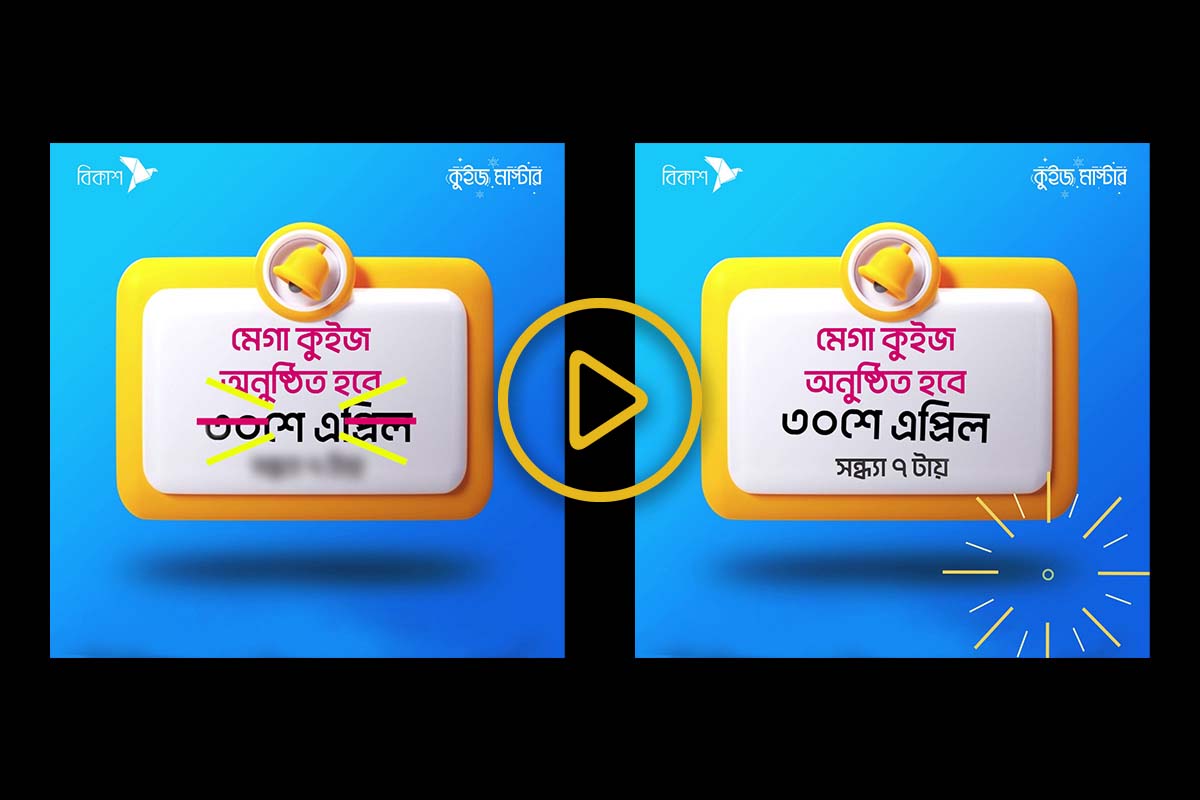 বিকাশ
কুইজ মাস্টার
মেগা কুইজ
অনুষ্ঠিত হবে
৩০শে এপ্রিল
বিকাশ
কুইজ মাস্টার
মেগা কুইজ
অনুষ্ঠিত হবে
৩০শে এপ্রিল
সন্ধ্যা ৭ টায়